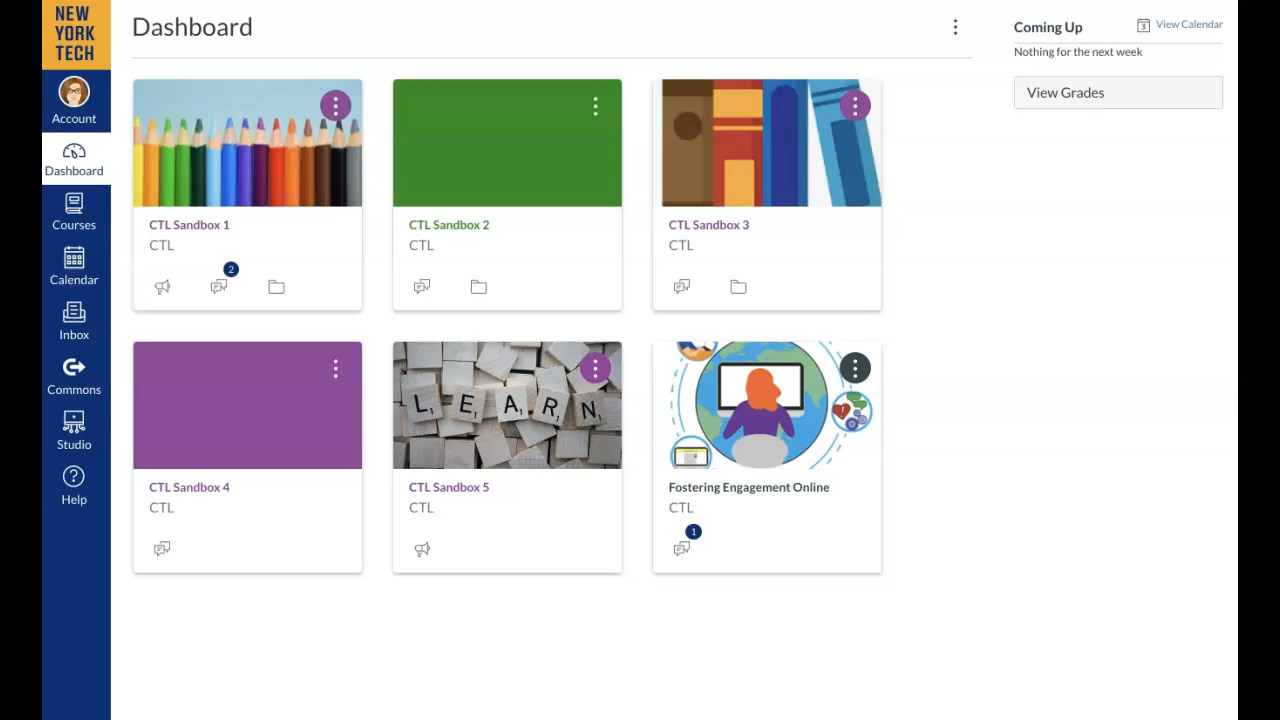 NEW
YORK
TECH
Account
Dashboard
Courses
Calendar
Inbox
Commons
Studio
Help
Dashboard
CTL Sandbox 1
CTL
2
CTL Sandbox 2
CTL
CTL Sandbox 3
CTL
CTL Sandbox 4
CTL
LEARN
CTL Sandbox 5
CTL
Fostering Engagement Online
CTL
1
Coming Up
3
View Calendar
Nothing for the next week
View Grades